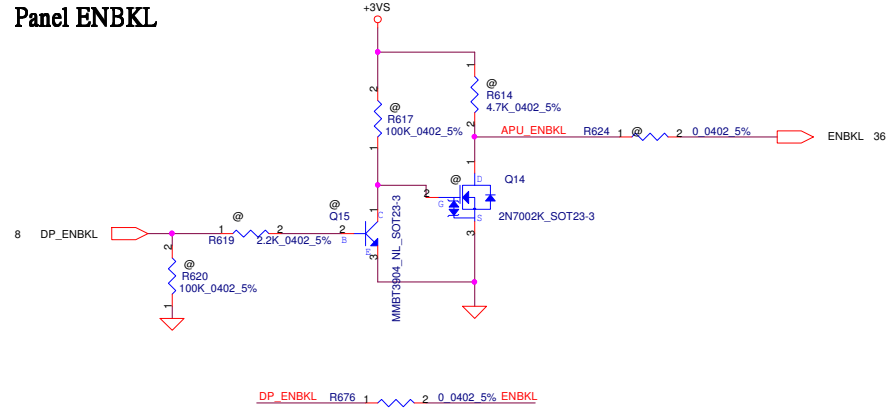 Panel ENBKL
+3VS
1
2
@
@
R614
4.7K_0402_5%
R617
100K_0402_5%
2
1
APU_ENBKL
R624 1 @ 2 0_0402_5%
ENBKL 36
1
@
D
Q14
2
G
S
2N7002K_SOT23-3
3
@
Q15
1
C
2
B
E
3
MMBT3904_NL_SOT23-3
8 DP_ENBKL
@
1 2
R619 2.2K_0402_5%
2
@
R620
100K_0402_5%
1
DP_ENBKL R676 1 2 0_0402_5% ENBKL